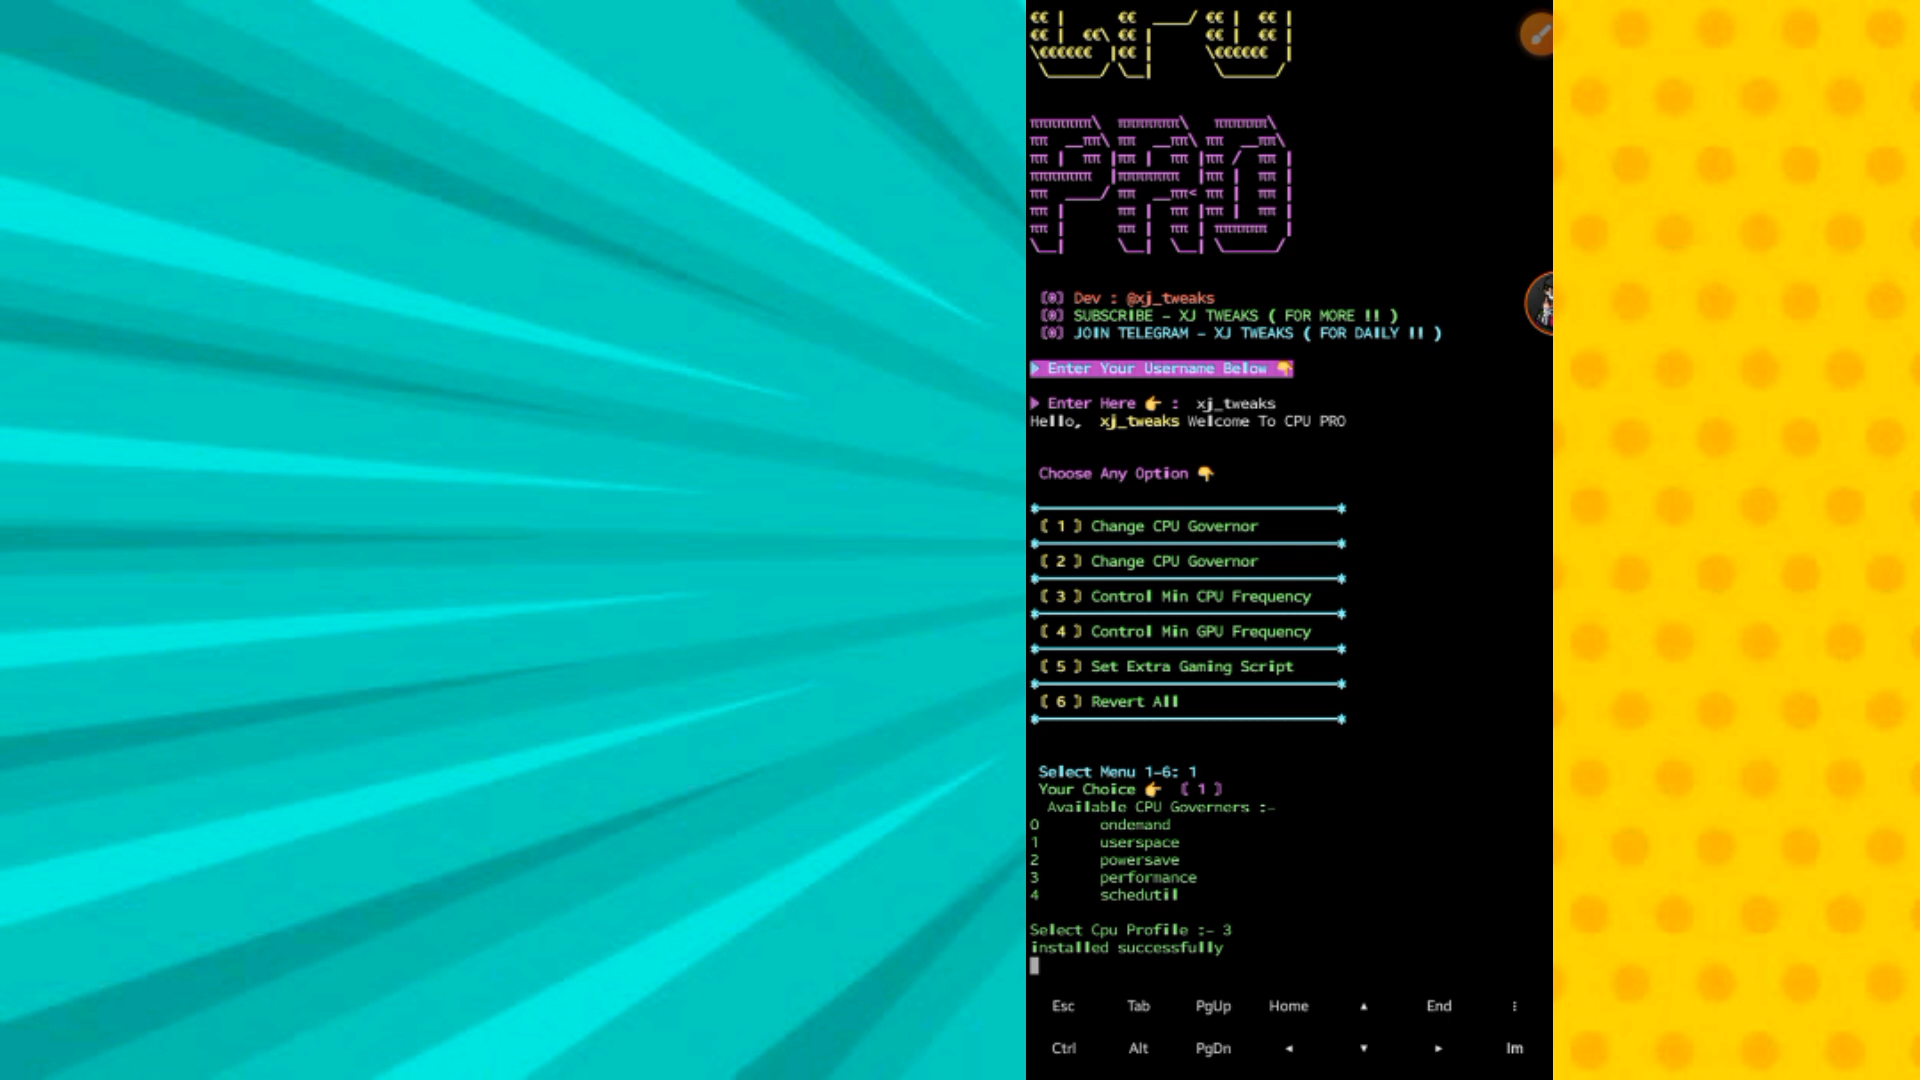 [0] Dev : @xj_tweaks
[0] SUBSCRIBE - XJ TWEAKS ( FOR MORE !! )
[0] JOIN TELEGRAM - XJ TWEAKS ( FOR DAILY !! )
Enter Your Username Below 👇
Enter Here 👉 : xj_tweaks
Hello, xj_tweaks Welcome To CPU PRO
Choose Any Option 👇
[ 1 ] Change CPU Governor
[ 2 ] Change CPU Governor
[ 3 ] Control Min CPU Frequency
[ 4 ] Control Min GPU Frequency
[ 5 ] Set Extra Gaming Script
[ 6 ] Revert All
Select Menu 1-6: 1
Your Choice 👉 [ 1 ]
Available CPU Governers :-
0 ondemand
1 userspace
2 powersave
3 performance
4 schedutil
Select Cpu Profile :- 3
installed successfully
Esc Tab PgUp Home ▲ End ⋮
Ctrl Alt PgDn ◄ ▼ ► Im